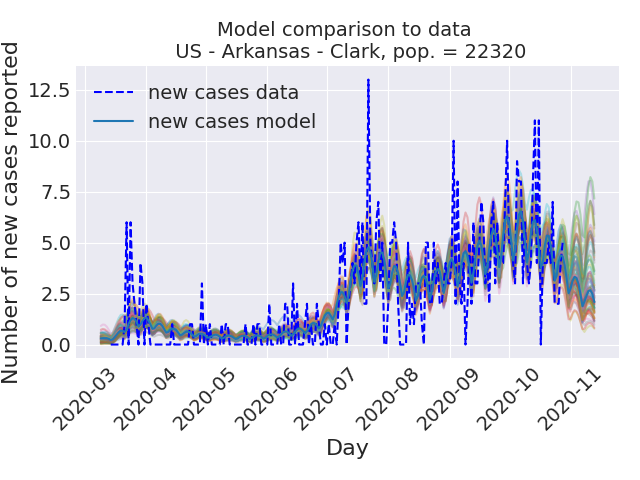 Model comparison to data
US - Arkansas - Clark, pop. = 22320
Number of new cases reported
12.5
10.0
7.5
5.0
2.5
0.0
new cases data
new cases model
2020-03
2020-04
2020-05
2020-06
2020-07
2020-08
2020-09
2020-10
2020-11
Day